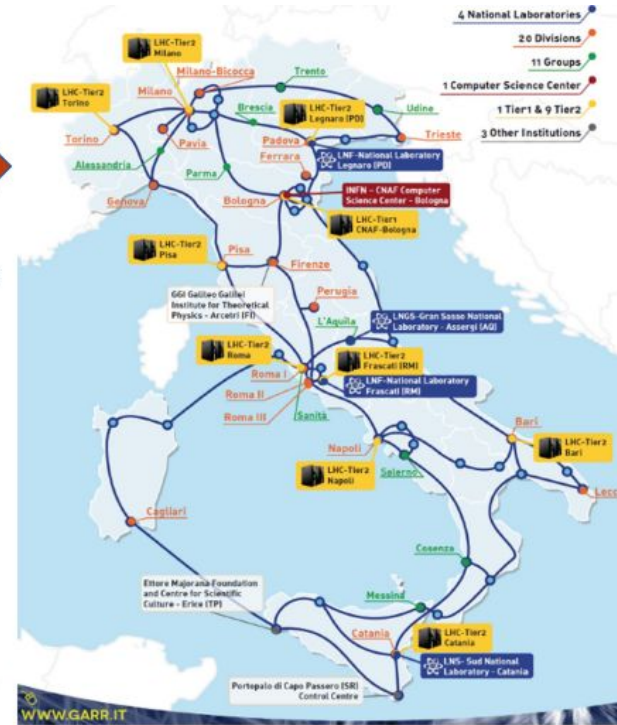 4 National Laboratories
20 Divisions
11 Groups
1 Computer Science Center
1 Tier1 & 9 Tier2
3 Other Institutions
LHC-Tier2
Milano
LHC-Tier2
Torino
Milano-Bicocca
Milano
Trento
Brescia
LHC-Tier2
Legnaro (PD)
Udine
Torino
Pavia
Padova
Trieste
LNF-National Laboratory
Legnaro (PD)
Ferrara
Alessandria
Parma
Genova
Bologna
INFN - CNAF Computer
Science Center - Bologna
LHC-Tier1
CNAF-Bologna
LHC-Tier2
Pisa
Pisa
Firenze
GGI Galileo Galilei
Institute for Theoretical
Physics - Arcetri (FI)
Perugia
L'Aquila
LNGS-Gran Sasso National
Laboratory - Assergi (AQ)
LHC-Tier2
Roma
LHC-Tier2
Frascati (RM)
Roma I
Roma II
Roma III
LNF-National Laboratory
Frascati (RM)
Sanità
Napoli
LHC-Tier2
Napoli
Salerno
Bari
LHC-Tier2
Bari
Lecc
Cagliari
Cosenza
Ettore Majorana Foundation
and Centre for Scientific
Culture - Erice (TP)
Messina
Catania
LHC-Tier2
Catania
LNS- Sud National
Laboratory - Catania
Portopalo di Capo Passero (SR)
Control Centre
WWW.GARR.IT